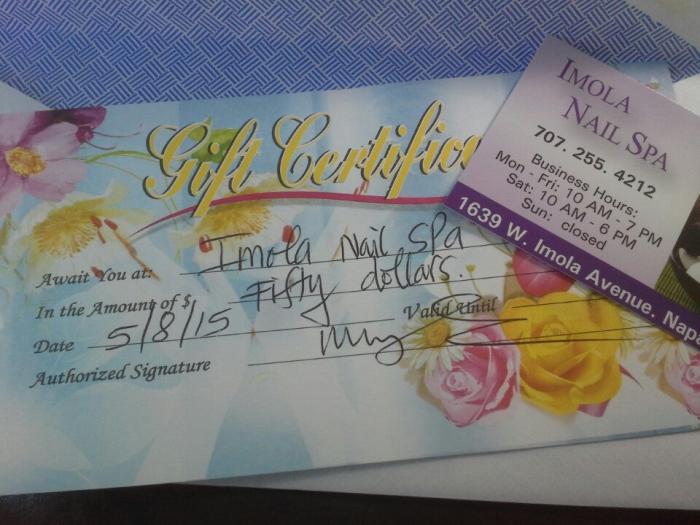 Gift Certifica
Await You at: Imola Nail Spa
In the Amount of $ Fifty dollars.
Date 5/8/15 Valid Until
Authorized Signature
IMOLA
NAIL SPA
707. 255. 4212
Business Hours:
Mon - Fri: 10 AM - 7 PM
Sat: 10 AM - 6 PM
Sun: closed
1639 W. Imola Avenue. Napa